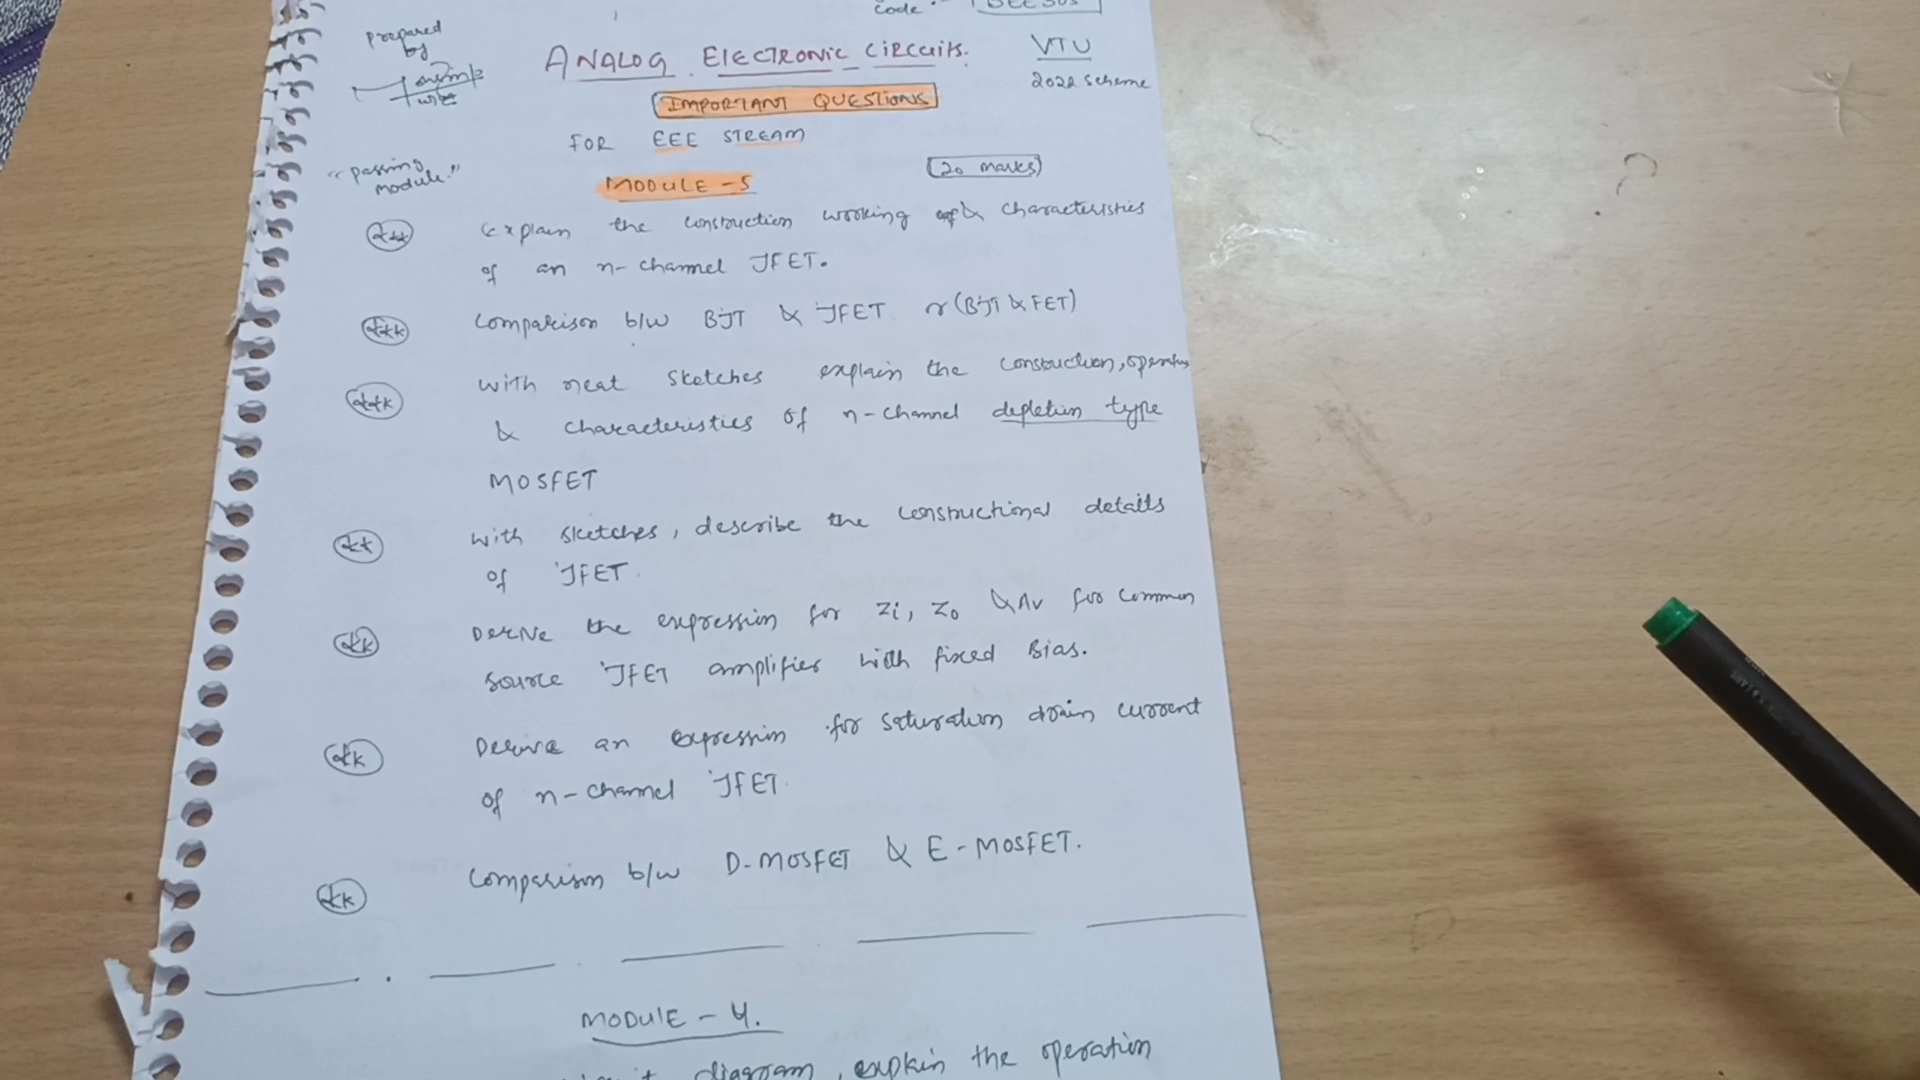 Code :-
prepared
by
ANALOG ELECTRONIC CIRCUITS.
VTU
2022 Scheme
IMPORTANT QUESTIONS
FOR EEE STREAM
"passing
module."
MODULE - 5
20 marks
Explain the construction working & characteristics
of an n-channel JFET.
Comparison b/w BJT & JFET or (BJT & FET)
With neat sketches explain the construction, operation
& characteristics of n-channel depletion type
MOSFET
With sketches, describe the constructional details
of JFET.
Derive the expression for Zi, Zo & Av for common
source JFET amplifier with fixed Bias.
Derive an expression for saturation drain current
of n-channel JFET.
Comparison b/w D-MOSFET & E-MOSFET.
MODULE - 4.
diagram, explain the operation